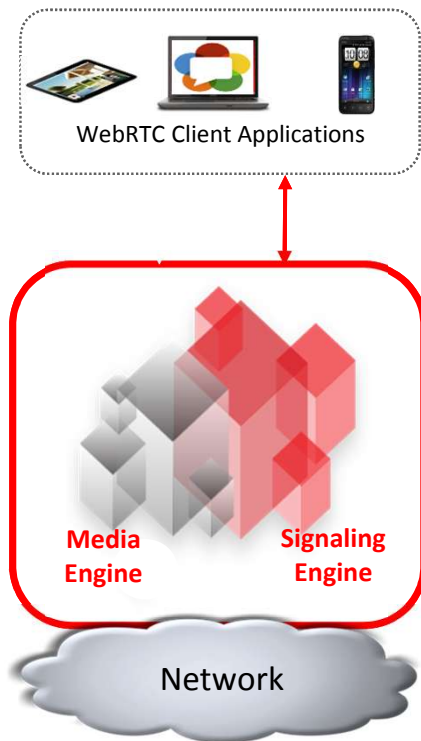 WebRTC Client Applications
Media
Engine
Signaling
Engine
Network